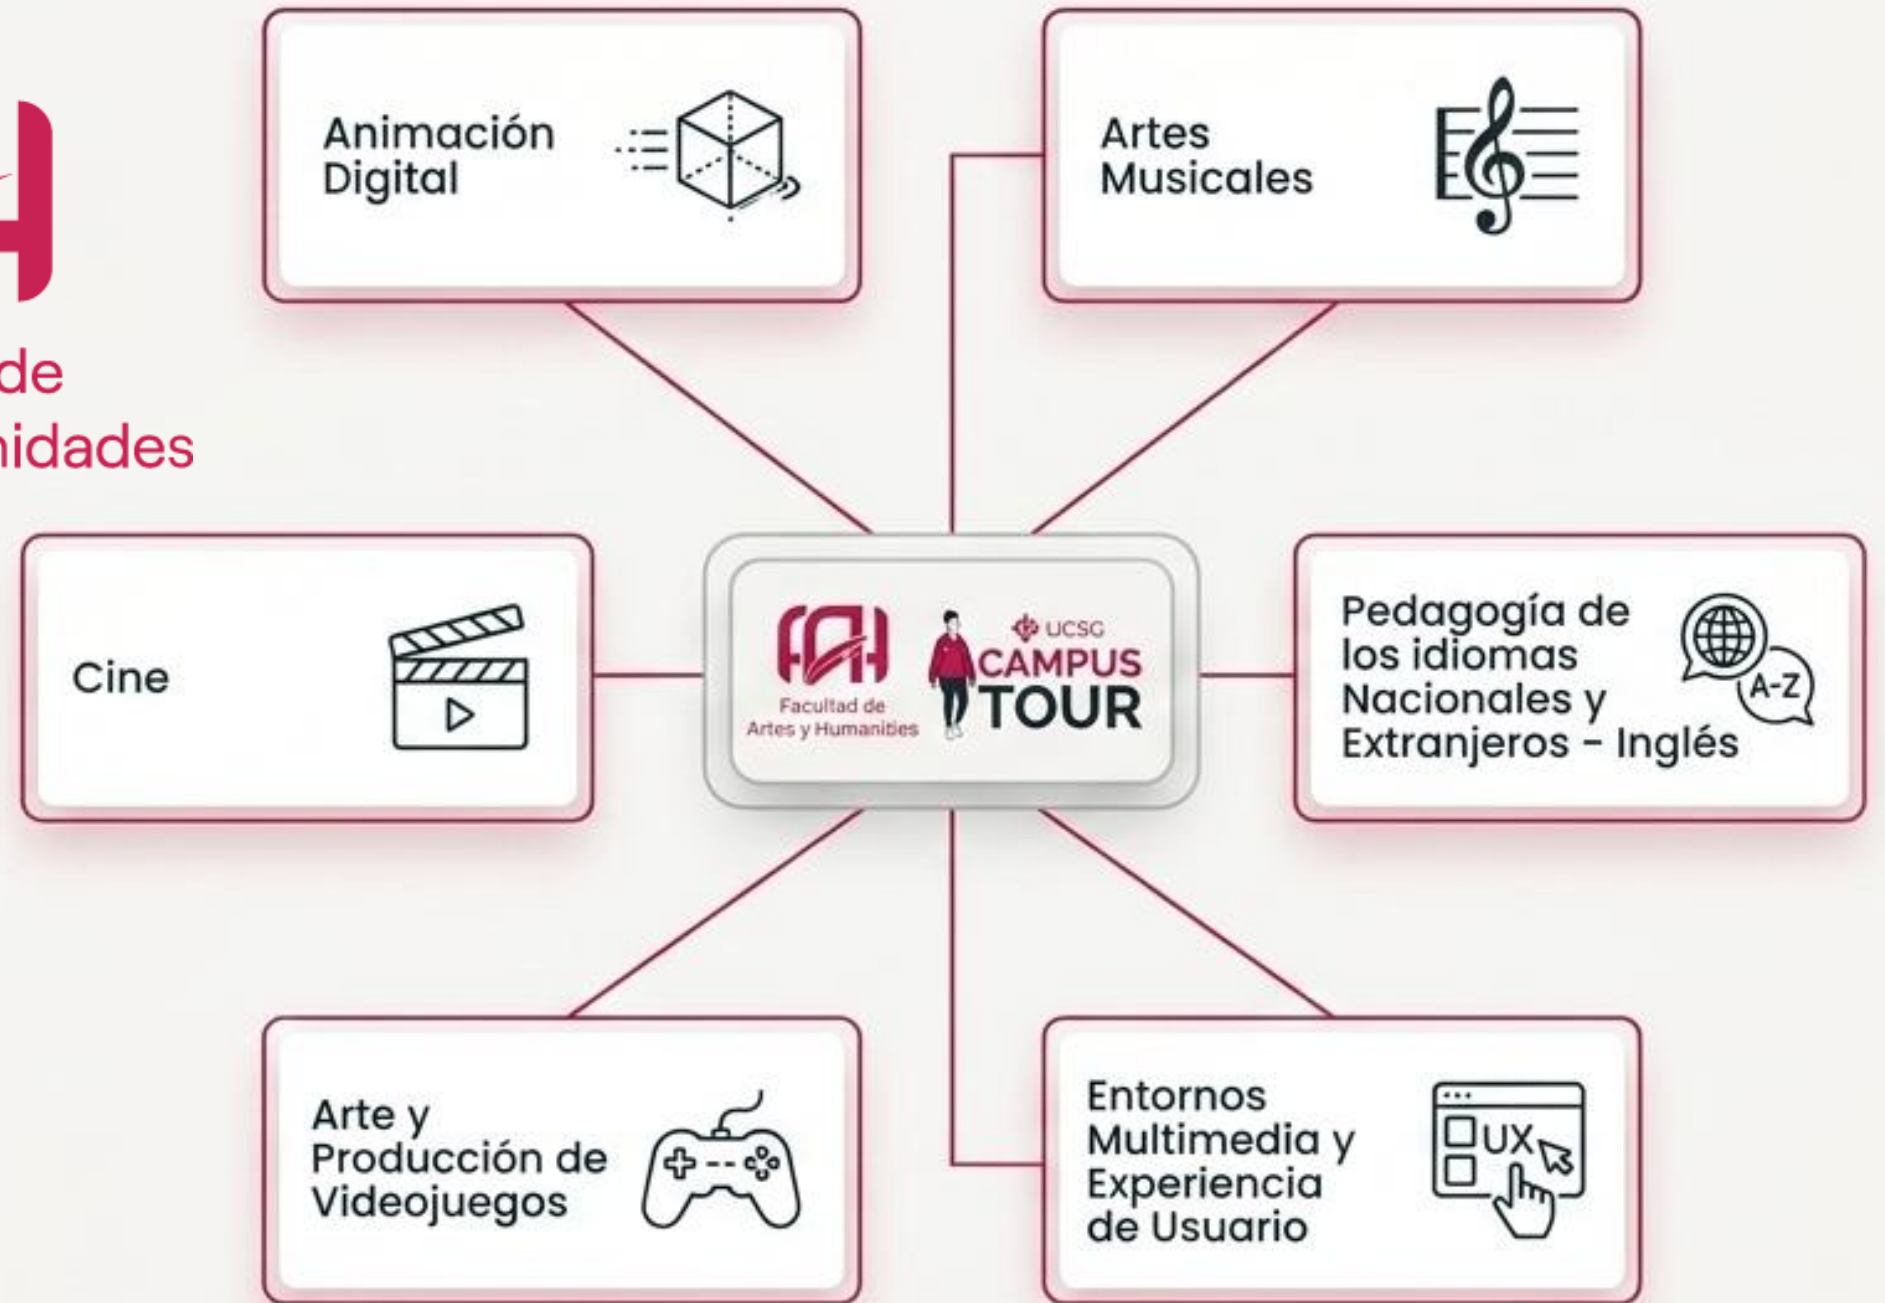 Animación
Digital
Artes
Musicales
de
nidades
Cine
Facultad de
Artes y Humanities
UCSG
CAMPUS
TOUR
Pedagogía de
los idiomas
Nacionales y
Extranjeros - Inglés
A-Z
Arte y
Producción de
Videojuegos
Entornos
Multimedia y
Experiencia
de Usuario
UX